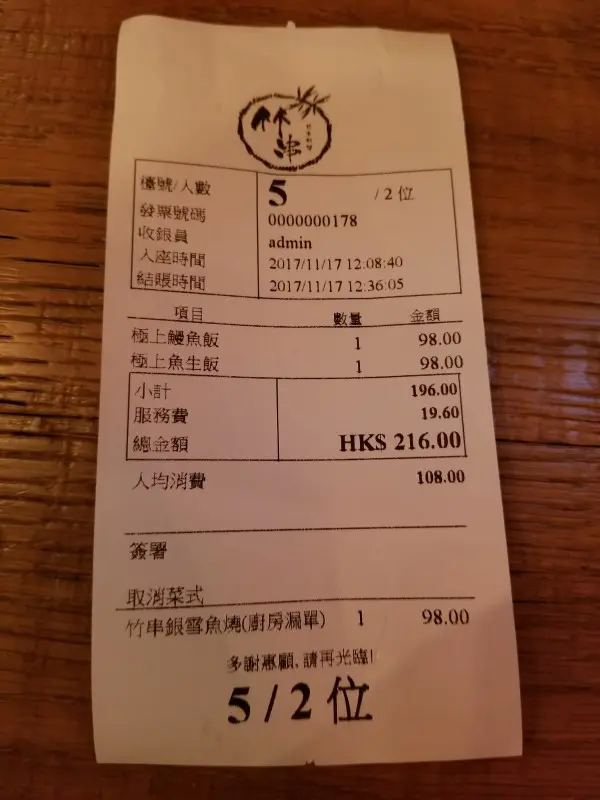 竹串
檯號/人數 5 / 2 位
發票號碼 0000000178
收銀員 admin
入座時間 2017/11/17 12:08:40
結賬時間 2017/11/17 12:36:05
項目 數量 金額
極上鰻魚飯 1 98.00
極上魚生飯 1 98.00
小計 196.00
服務費 19.60
總金額 HK$ 216.00
人均消費 108.00
簽署
取消菜式
竹串銀雪魚燒(廚房漏單) 1 98.00
多謝惠顧,請再光臨!
5 / 2 位